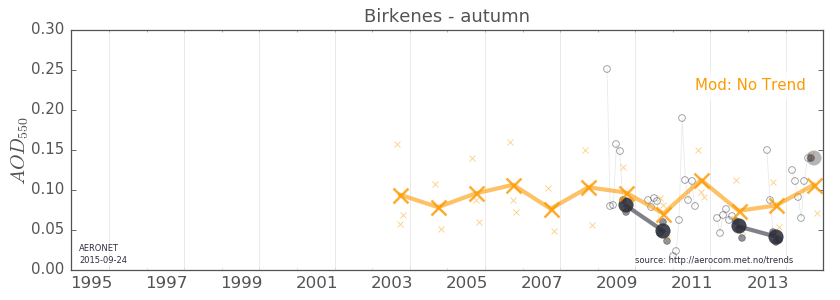 Birkenes - autumn
0.30
0.25
0.20
0.15
0.10
0.05
0.00
AOD550
Mod: No Trend
AERONET
2015-09-24
source: http://aerocom.met.no/trends
1995 1997 1999 2001 2003 2005 2007 2009 2011 2013